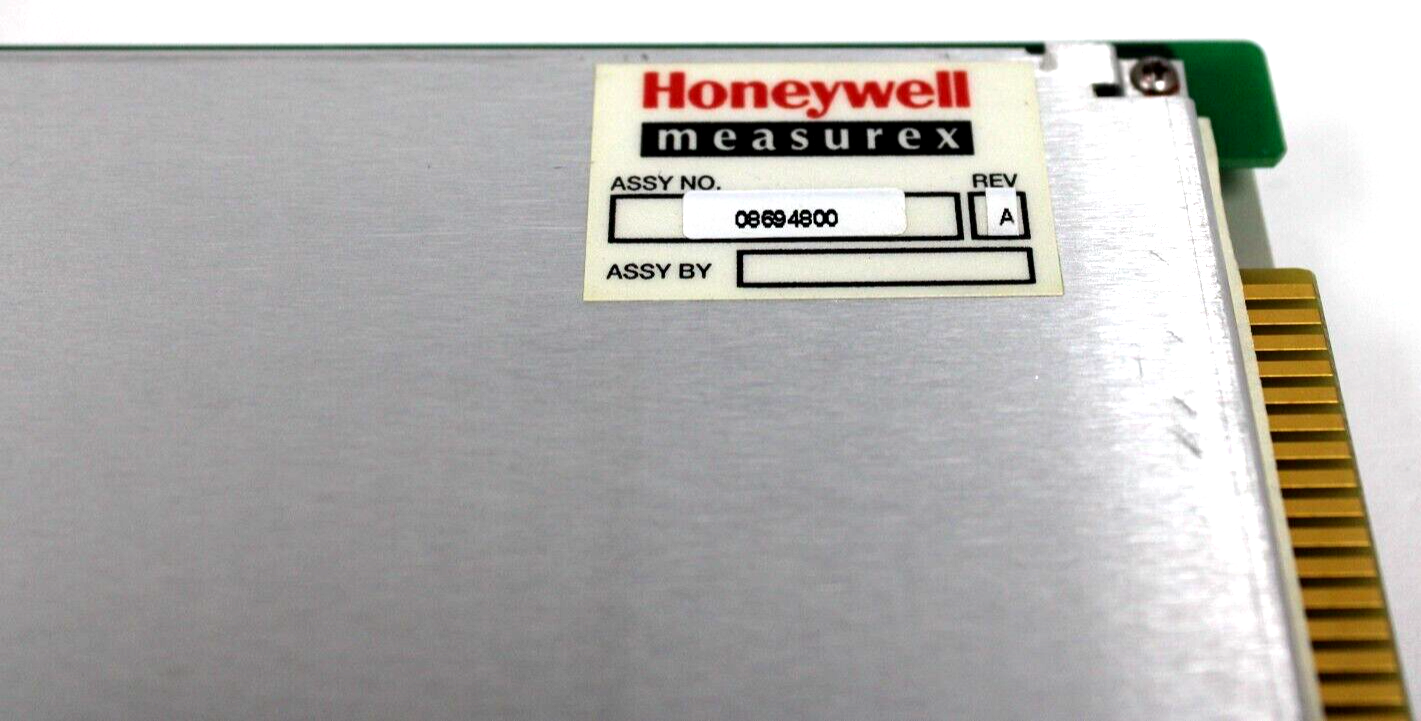 Honeywell
measurex
ASSY NO. REV
08694800 A
ASSY BY